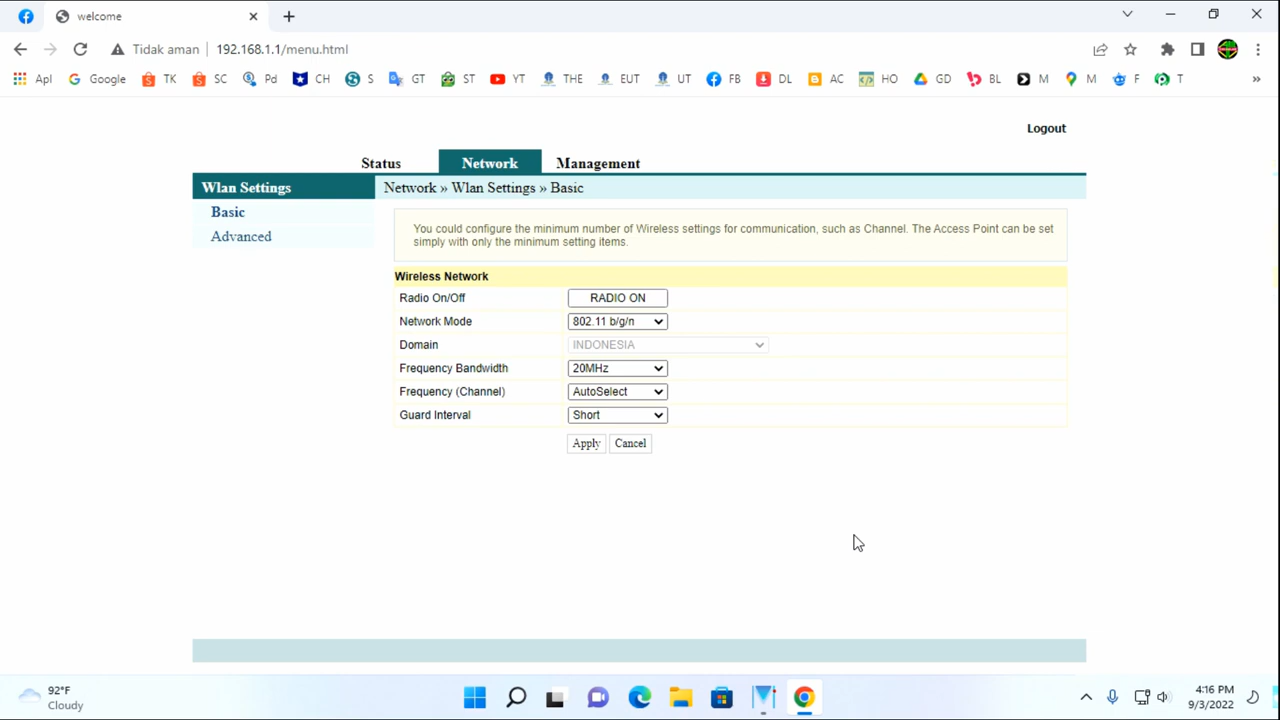 welcome
Tidak aman 192.168.1.1/menu.html
Apl Google TK SC Pd CH S GT ST YT THE EUT UT FB DL AC HO GD BL M M F T »
Logout
Status Network Management
Wlan Settings Network » Wlan Settings » Basic
Basic
Advanced
You could configure the minimum number of Wireless settings for communication, such as Channel. The Access Point can be set
simply with only the minimum setting items.
Wireless Network
Radio On/Off RADIO ON
Network Mode 802.11 b/g/n
Domain INDONESIA
Frequency Bandwidth 20MHz
Frequency (Channel) AutoSelect
Guard Interval Short
Apply Cancel
92°F
Cloudy
4:16 PM
9/3/2022